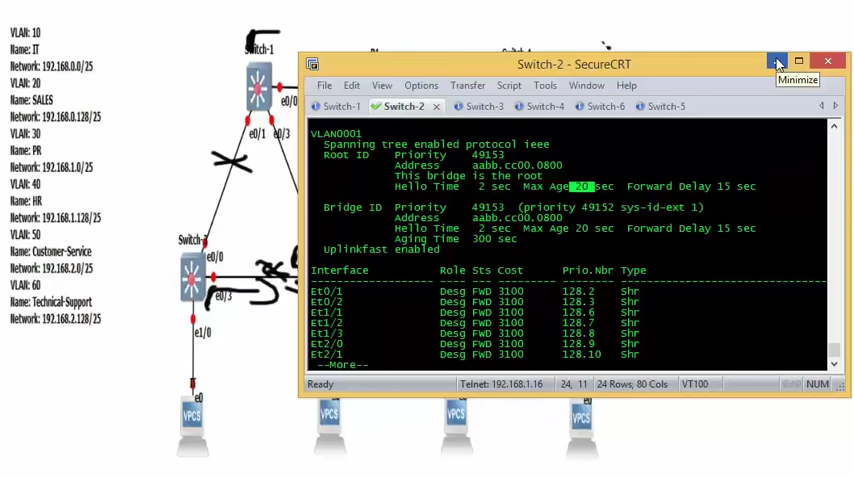 VLAN: 10
Name: IT
Network: 192.168.0.0/25
VLAN: 20
Name: SALES
Network: 192.168.0.128/25
VLAN: 30
Name: PR
Network: 192.168.1.0/25
VLAN: 40
Name: HR
Network: 192.168.1.128/25
VLAN: 50
Name: Customer-Service
Network: 192.168.2.0/25
VLAN: 60
Name: Technical-Support
Network: 192.168.2.128/25
Switch-1
e0/0
e0/1
e0/3
Switch-
e0/0
e0/3
e1/0
e0
VPCS
VPCS
VPCS
VPCS
Switch-2 - SecureCRT
Minimize
File Edit View Options Transfer Script Tools Window Help
Switch-1 Switch-2 Switch-3 Switch-4 Switch-6 Switch-5
VLAN0001
Spanning tree enabled protocol ieee
Root ID Priority 49153
Address aabb.cc00.0800
This bridge is the root
Hello Time 2 sec Max Age 20 sec Forward Delay 15 sec
Bridge ID Priority 49153 (priority 49152 sys-id-ext 1)
Address aabb.cc00.0800
Hello Time 2 sec Max Age 20 sec Forward Delay 15 sec
Aging Time 300 sec
Uplinkfast enabled
Interface Role Sts Cost Prio.Nbr Type
Et0/1 Desg FWD 3100 128.2 Shr
Et0/2 Desg FWD 3100 128.3 Shr
Et1/1 Desg FWD 3100 128.6 Shr
Et1/2 Desg FWD 3100 128.7 Shr
Et1/3 Desg FWD 3100 128.8 Shr
Et2/0 Desg FWD 3100 128.9 Shr
Et2/1 Desg FWD 3100 128.10 Shr
--More--
Ready Telnet: 192.168.1.16 24, 11 24 Rows, 80 Cols VT100 CAP NUM